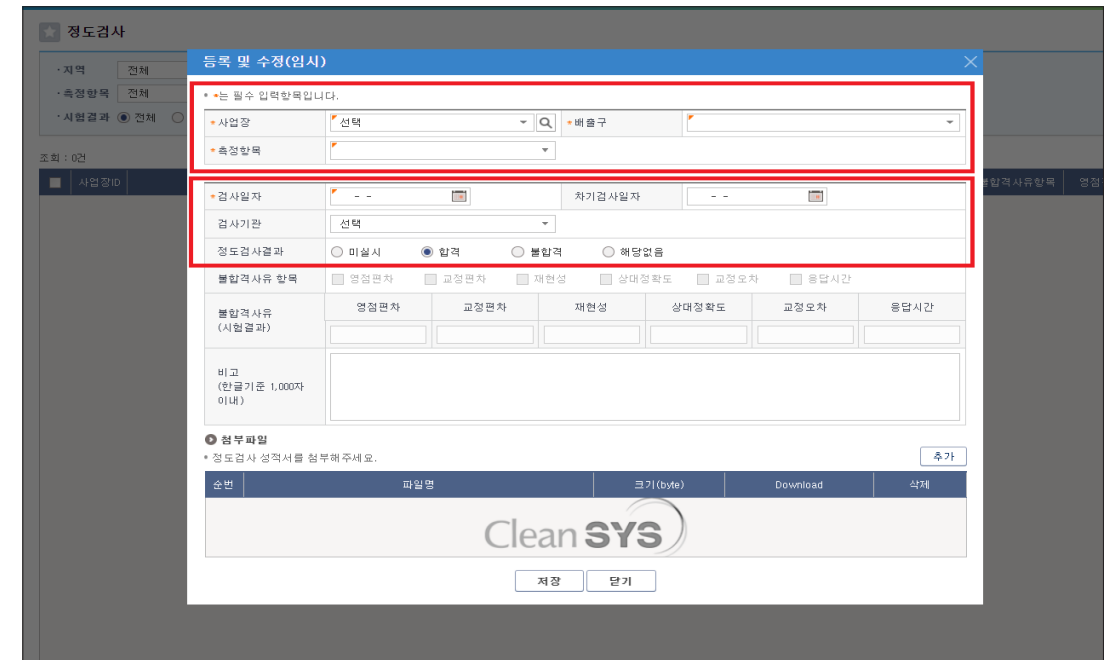 정도검사
·지역 전체
·측정항목 전체
·시험결과 전체
조회 : 0건
사업장ID
불합격사유항목 영점
등록 및 수정(임시)
* *는 필수 입력항목입니다.
*사업장 선택 *배출구
*측정항목
*검사일자 - - 차기검사일자 - -
검사기관 선택
정도검사결과 미실시 합격 불합격 해당없음
불합격사유 항목 영점편차 교정편차 재현성 상대정확도 교정오차 응답시간
불합격사유
(시험결과)
영점편차 교정편차 재현성 상대정확도 교정오차 응답시간
비고
(한글기준 1,000자
이내)
첨부파일
* 정도검사 성적서를 첨부해주세요.
추가
순번 파일명 크기(byte) Download 삭제
Clean SYS
저장 닫기